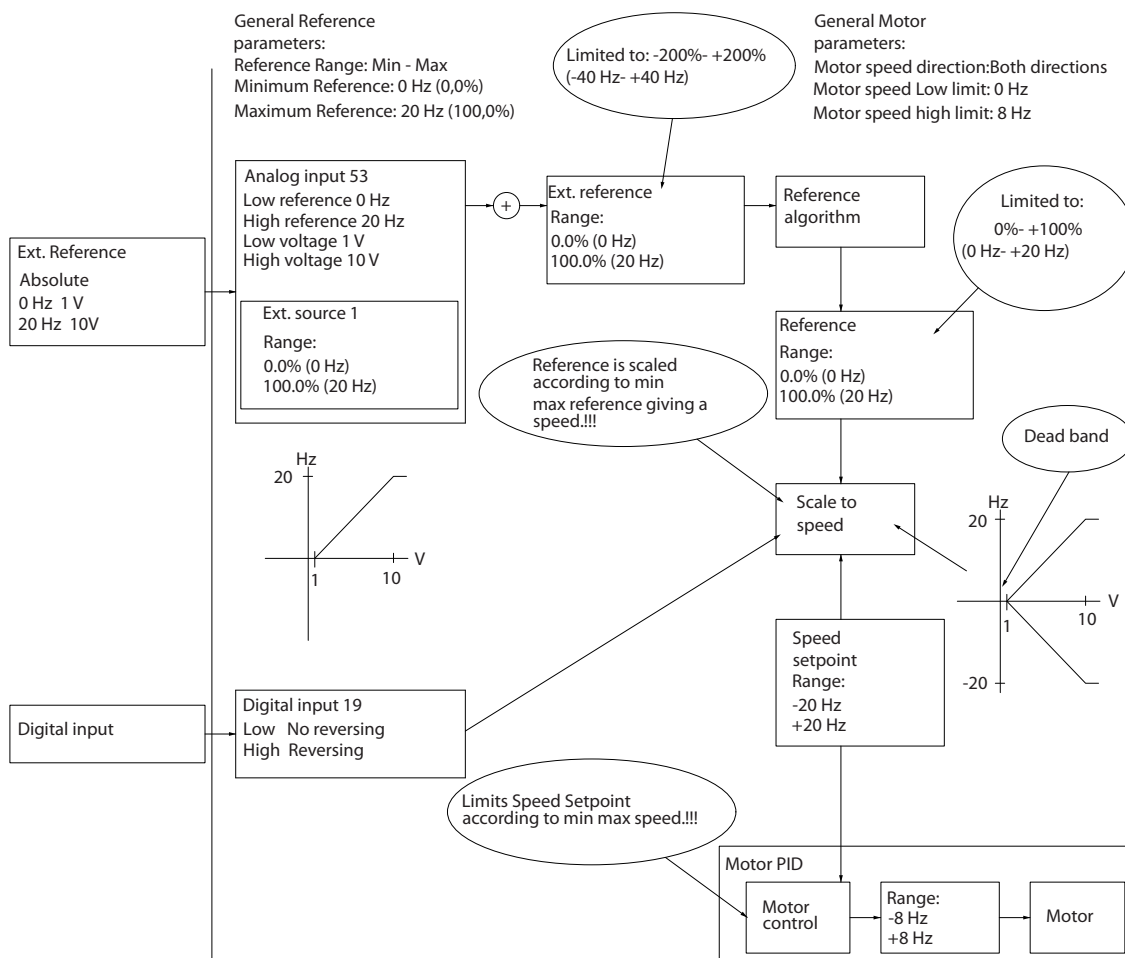 General Reference
parameters:
Reference Range: Min - Max
Minimum Reference: 0 Hz (0,0%)
Maximum Reference: 20 Hz (100,0%)
Limited to: -200%- +200%
(-40 Hz- +40 Hz)
General Motor
parameters:
Motor speed direction:Both directions
Motor speed Low limit: 0 Hz
Motor speed high limit: 8 Hz
Ext. Reference
Absolute
0 Hz 1 V
20 Hz 10V
Analog input 53
Low reference 0 Hz
High reference 20 Hz
Low voltage 1 V
High voltage 10 V
Ext. source 1
Range:
0.0% (0 Hz)
100.0% (20 Hz)
+
Ext. reference
Range:
0.0% (0 Hz)
100.0% (20 Hz)
Reference
algorithm
Limited to:
0%- +100%
(0 Hz- +20 Hz)
Reference
Range:
0.0% (0 Hz)
100.0% (20 Hz)
Reference is scaled
according to min
max reference giving a
speed.!!!
Hz
20
1
10
V
Scale to
speed
Dead band
Hz
20
1
10
V
-20
Speed
setpoint
Range:
-20 Hz
+20 Hz
Digital input
Digital input 19
Low No reversing
High Reversing
Limits Speed Setpoint
according to min max speed.!!!
Motor PID
Motor
control
Range:
-8 Hz
+8 Hz
Motor